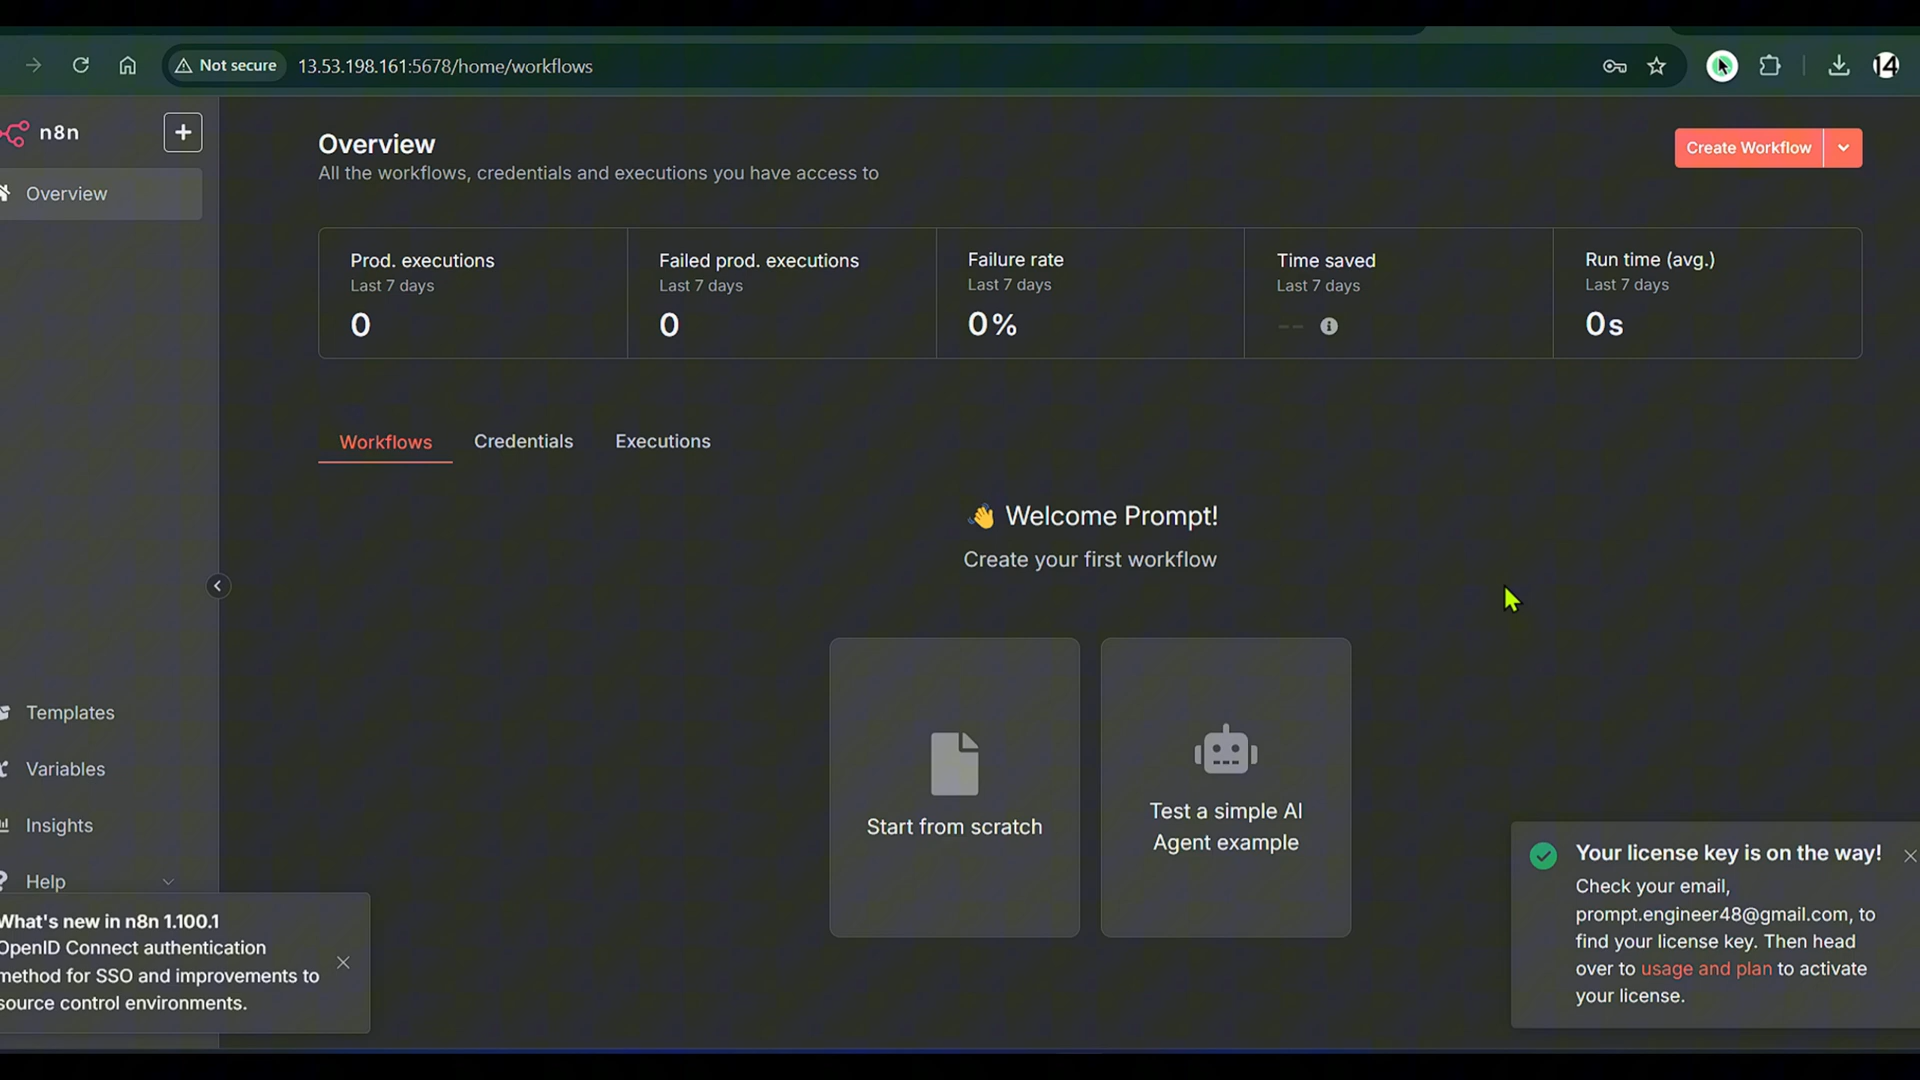 Not secure
13.53.198.161:5678/home/workflows
14
n8n
+
Overview
Overview
All the workflows, credentials and executions you have access to
Create Workflow
Prod. executions
Last 7 days
0
Failed prod. executions
Last 7 days
0
Failure rate
Last 7 days
0%
Time saved
Last 7 days
--
Run time (avg.)
Last 7 days
0s
Workflows
Credentials
Executions
👋 Welcome Prompt!
Create your first workflow
Start from scratch
Test a simple AI
Agent example
Templates
Variables
Insights
Help
What's new in n8n 1.100.1
OpenID Connect authentication
method for SSO and improvements to
source control environments.
Your license key is on the way!
Check your email,
prompt.engineer48@gmail.com, to
find your license key. Then head
over to usage and plan to activate
your license.